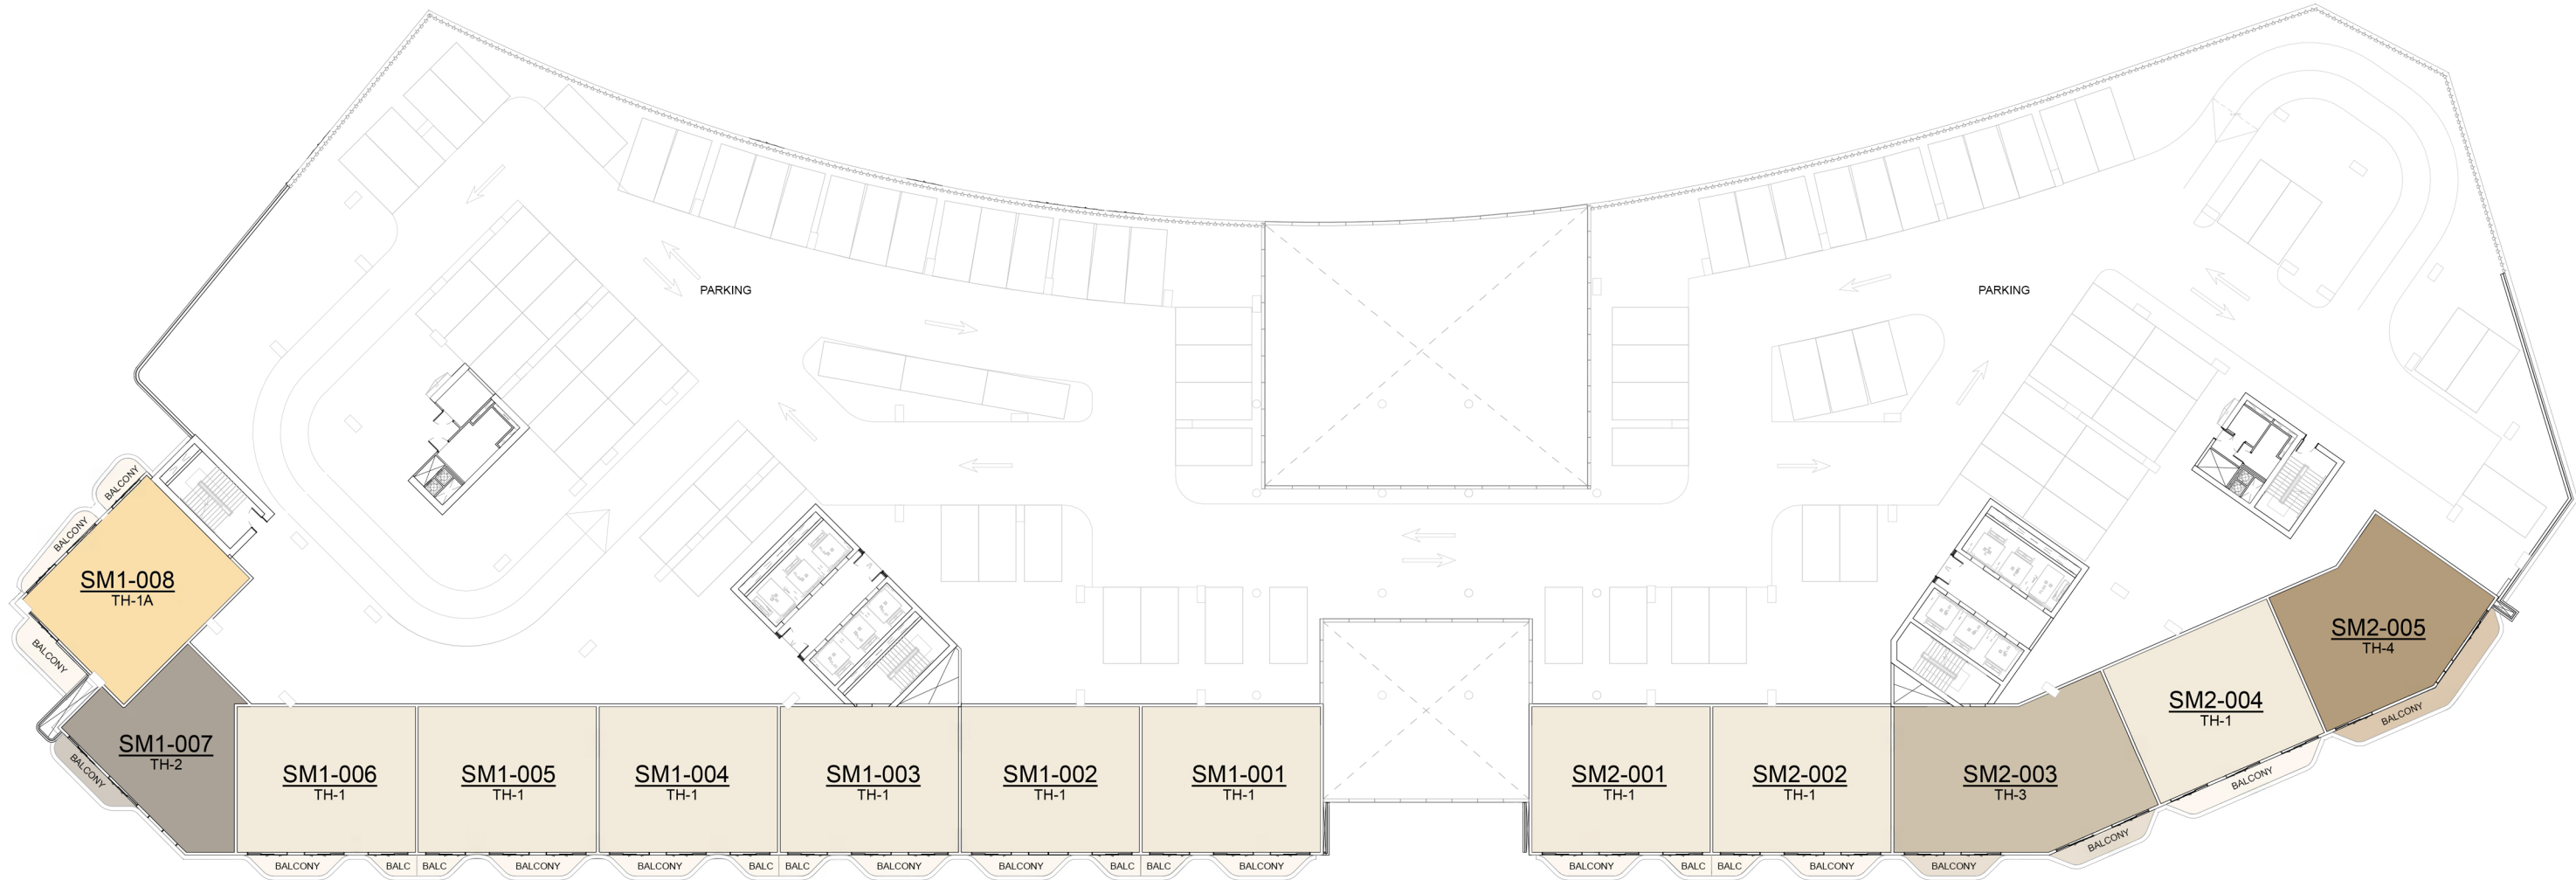 PARKING
PARKING
BALCONY
BALCONY
SM1-008
TH-1A
BALCONY
SM1-007
TH-2
BALCONY
SM1-006
TH-1
SM1-005
TH-1
SM1-004
TH-1
SM1-003
TH-1
SM1-002
TH-1
SM1-001
TH-1
SM2-001
TH-1
SM2-002
TH-1
SM2-003
TH-3
SM2-004
TH-1
SM2-005
TH-4
BALCONY
BALCONY
BALCONY
BALCONY
BALC
BALC
BALCONY
BALCONY
BALC
BALC
BALCONY
BALCONY
BALC
BALC
BALCONY
BALCONY
BALC
BALC
BALCONY
BALCONY